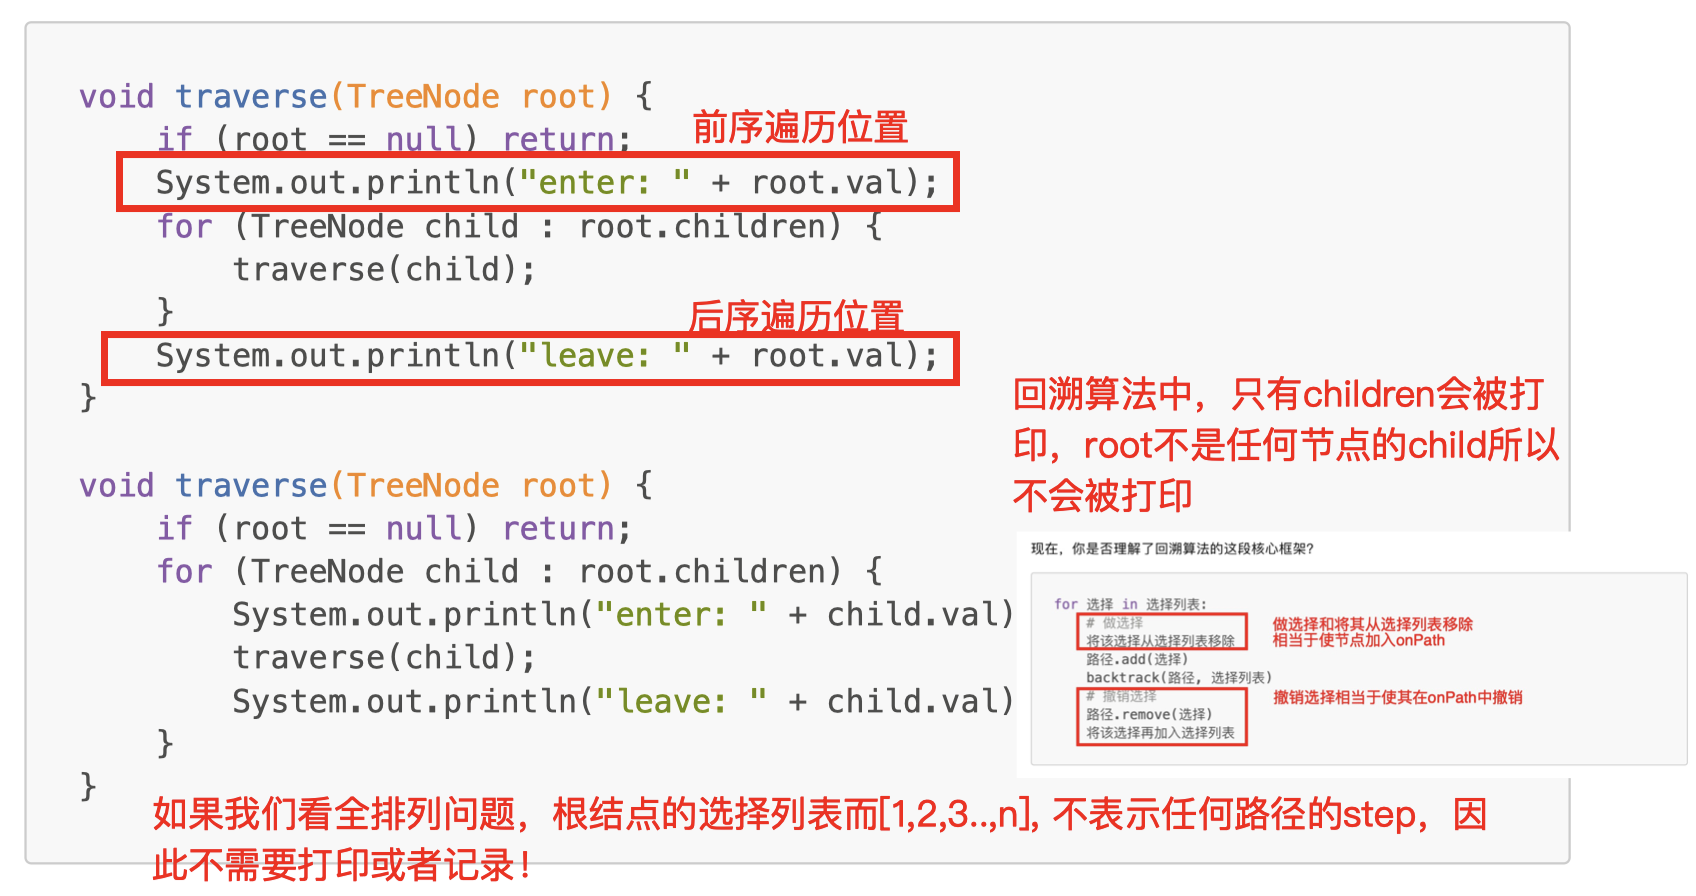 void traverse(TreeNode root) {
if (root == null) return;
前序遍历位置
System.out.println("enter: " + root.val);
for (TreeNode child : root.children) {
traverse(child);
}
后序遍历位置
System.out.println("leave: " + root.val);
}
回溯算法中，只有children会被打
印，root不是任何节点的child所以
不会被打印
void traverse(TreeNode root) {
if (root == null) return;
for (TreeNode child : root.children) {
System.out.println("enter: " + child.val)
traverse(child);
System.out.println("leave: " + child.val)
}
}
现在，你是否理解了回溯算法的这段核心框架?
for 选择 in 选择列表:
# 做选择
将该选择从选择列表移除
路径.add(选择)
backtrack(路径, 选择列表)
# 撤销选择
路径.remove(选择)
将该选择再加入选择列表
做选择和将其从选择列表移除
相当于使节点加入onPath
撤销选择相当于使其在onPath中撤销
如果我们看全排列问题，根结点的选择列表而[1,2,3..,n], 不表示任何路径的step，因
此不需要打印或者记录！